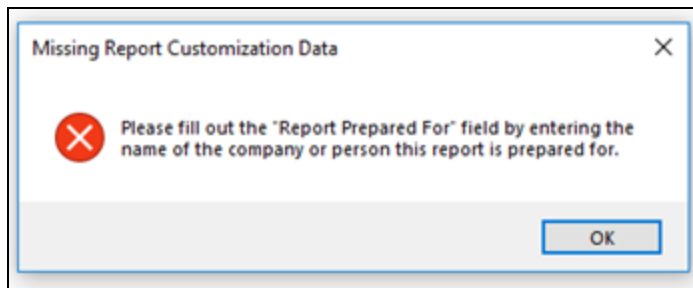 Missing Report Customization Data
Please fill out the "Report Prepared For" field by entering the
name of the company or person this report is prepared for.
OK